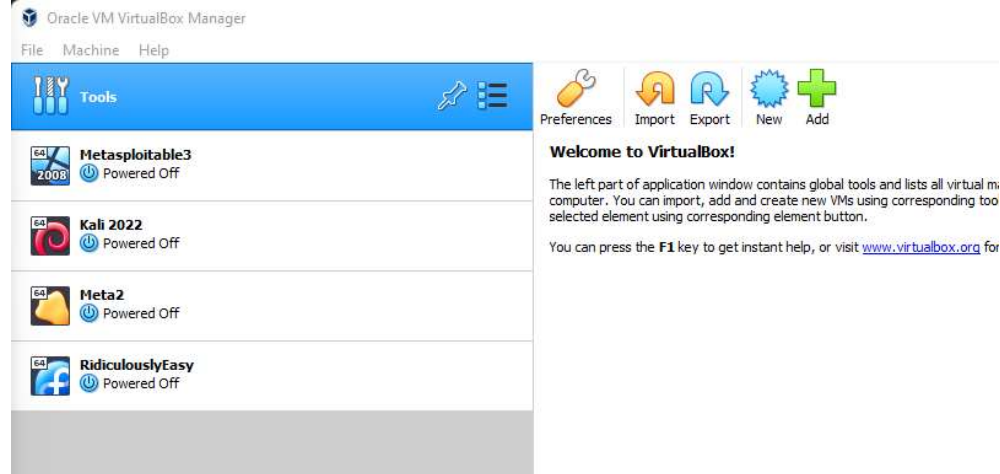 Oracle VM VirtualBox Manager
File Machine Help
Tools
Preferences Import Export New Add
64
2008
Metasploitable3
Powered Off
64
Kali 2022
Powered Off
64
Meta2
Powered Off
64
RidiculouslyEasy
Powered Off
Welcome to VirtualBox!
The left part of application window contains global tools and lists all virtual
computer. You can import, add and create new VMs using corresponding
selected element using corresponding element button.
You can press the F1 key to get instant help, or visit www.virtualbox.org